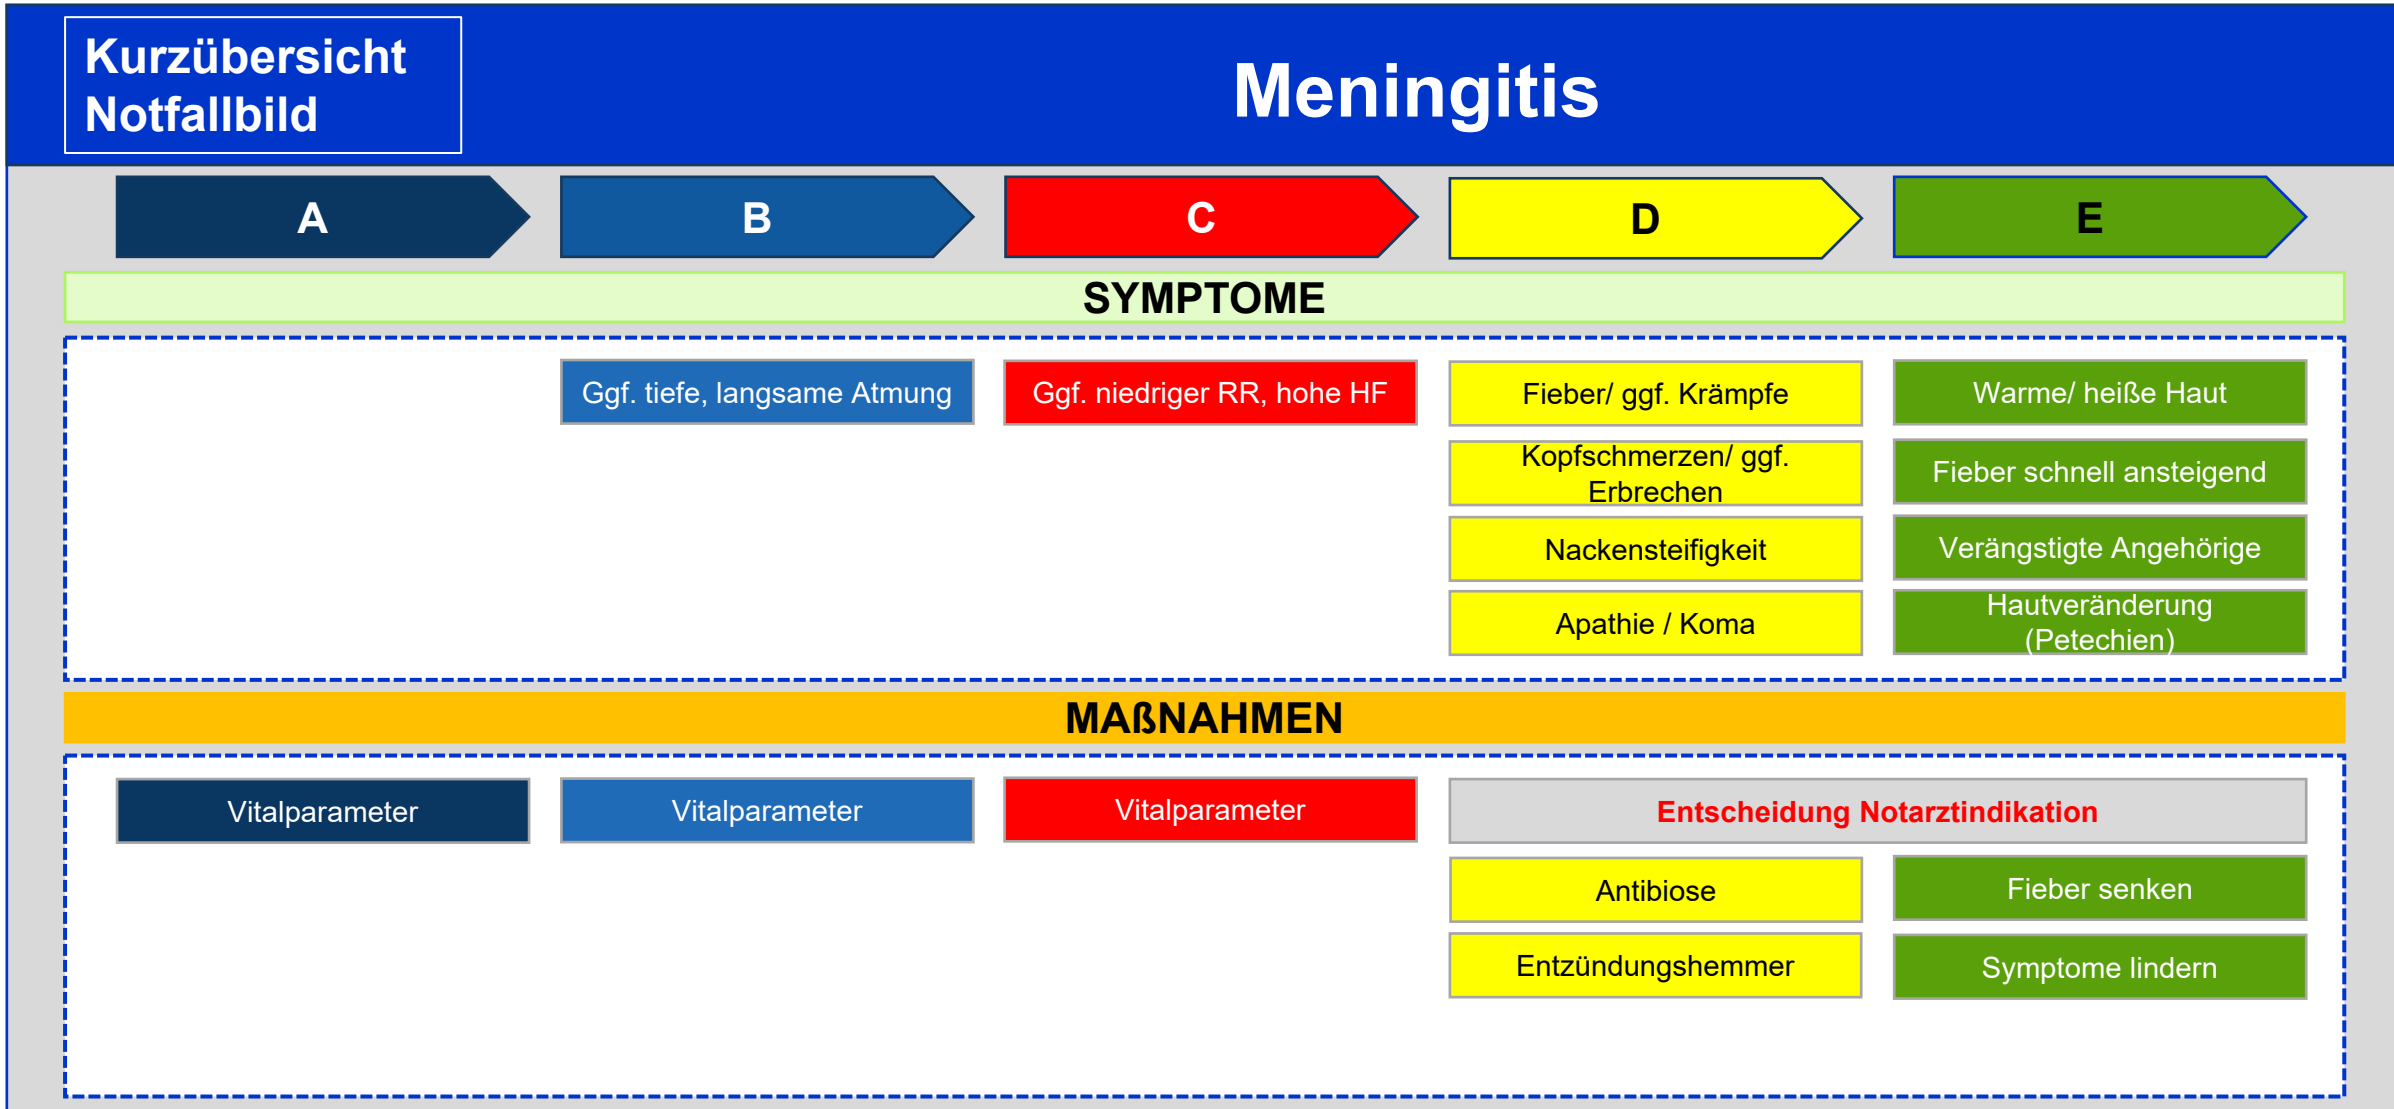 Kurzübersicht
Notfallbild
Meningitis
A
B
C
D
E
SYMPTOME
Ggf. tiefe, langsame Atmung
Ggf. niedriger RR, hohe HF
Fieber/ ggf. Krämpfe
Warme/ heiße Haut
Kopfschmerzen/ ggf.
Erbrechen
Fieber schnell ansteigend
Nackensteifigkeit
Verängstigte Angehörige
Apathie / Koma
Hautveränderung
(Petechien)
MAßNAHMEN
Vitalparameter
Vitalparameter
Vitalparameter
Entscheidung Notarztindikation
Antibiose
Fieber senken
Entzündungshemmer
Symptome lindern